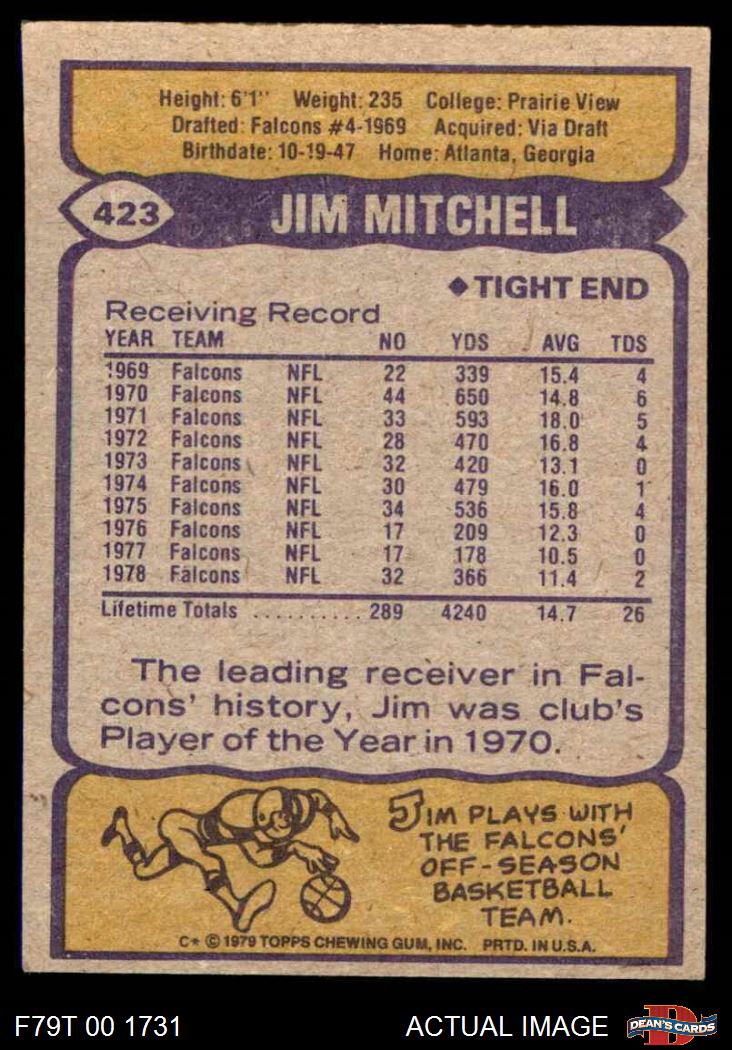 Height: 6'1" Weight: 235 College: Prairie View
Drafted: Falcons #4-1969 Acquired: Via Draft
Birthdate: 10-19-47 Home: Atlanta, Georgia
423 JIM MITCHELL
◆TIGHT END
Receiving Record
YEAR TEAM NO YDS AVG TDS
1969 Falcons NFL 22 339 15.4 4
1970 Falcons NFL 44 650 14.8 6
1971 Falcons NFL 33 593 18.0 5
1972 Falcons NFL 28 470 16.8 4
1973 Falcons NFL 32 420 13.1 0
1974 Falcons NFL 30 479 16.0 1
1975 Falcons NFL 34 536 15.8 4
1976 Falcons NFL 17 209 12.3 0
1977 Falcons NFL 17 178 10.5 0
1978 Falcons NFL 32 366 11.4 2
Lifetime Totals .......... 289 4240 14.7 26
The leading receiver in Fal-
cons' history, Jim was club's
Player of the Year in 1970.
JIM PLAYS WITH
THE FALCONS'
OFF-SEASON
BASKETBALL
TEAM.
C* © 1979 TOPPS CHEWING GUM, INC. PRTD. IN U.S.A.
F79T 00 1731 ACTUAL IMAGE D DEAN'S CARDS